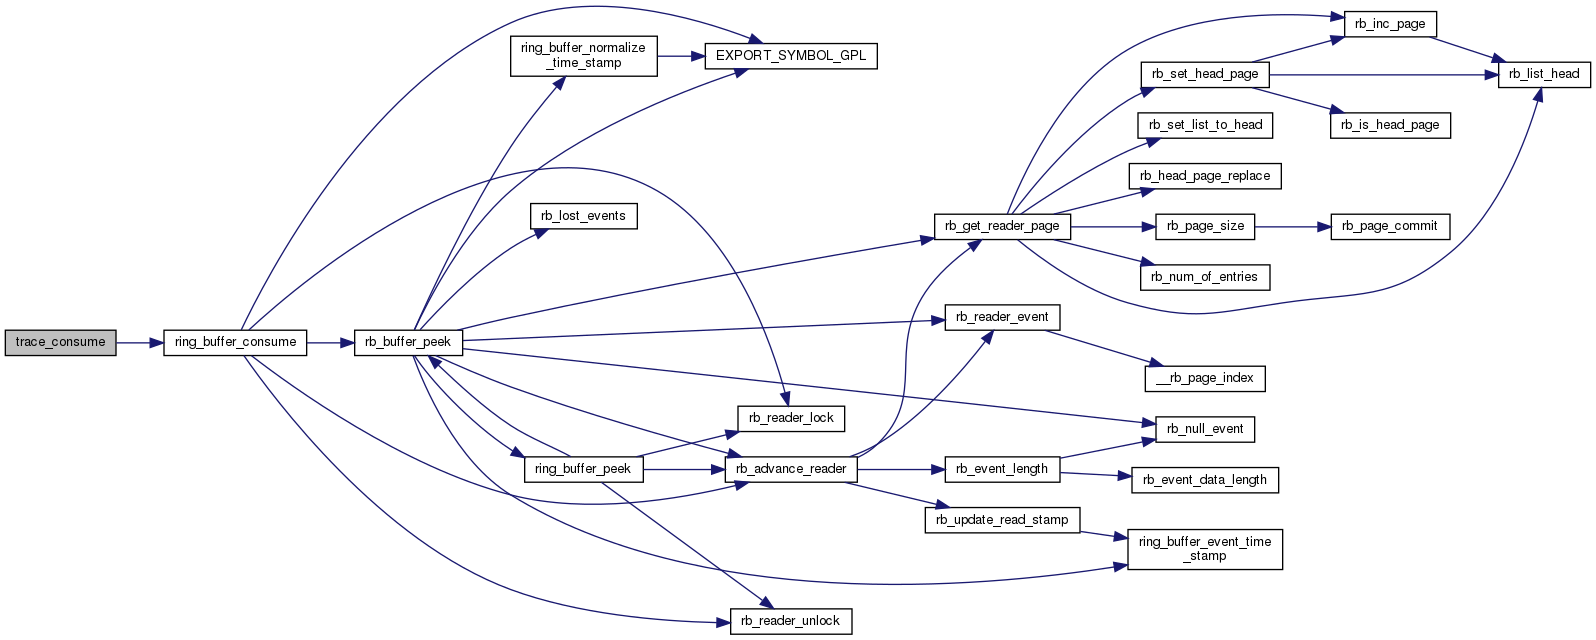 trace_consume
ring_buffer_consume
rb_buffer_peek
ring_buffer_normalize
_time_stamp
EXPORT_SYMBOL_GPL
rb_lost_events
rb_reader_lock
ring_buffer_peek
rb_advance_reader
rb_reader_unlock
rb_get_reader_page
rb_reader_event
rb_event_length
rb_update_read_stamp
rb_inc_page
rb_set_head_page
rb_list_head
rb_set_list_to_head
rb_is_head_page
rb_head_page_replace
rb_page_size
rb_page_commit
rb_num_of_entries
__rb_page_index
rb_null_event
rb_event_data_length
ring_buffer_event_time
_stamp